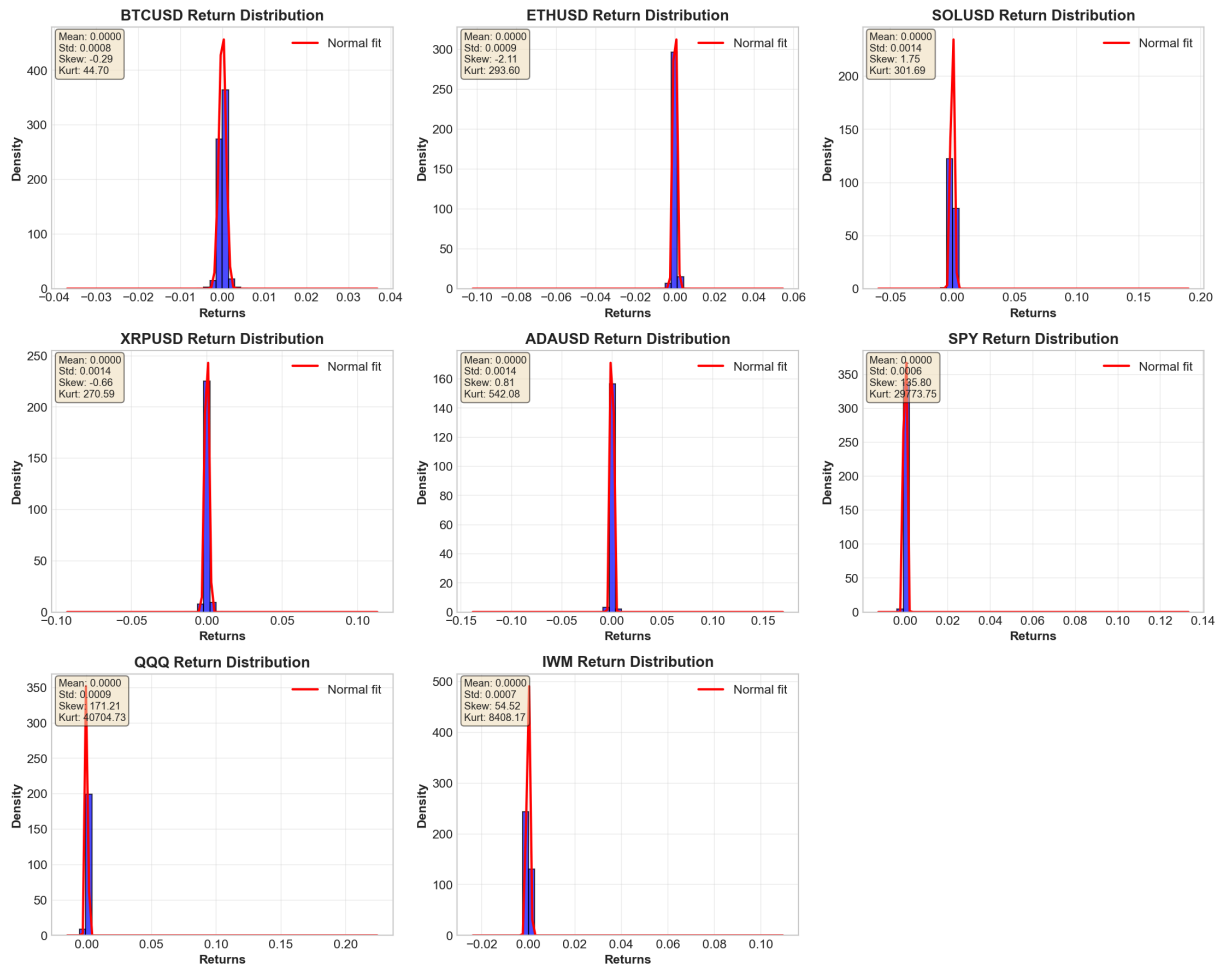 BTCUSD Return Distribution
Mean: 0.0000
Std: 0.0008
Skew: -0.29
Kurt: 44.70
Normal fit
Density
400
300
200
100
0
−0.04 −0.03 −0.02 −0.01 0.00 0.01 0.02 0.03 0.04
Returns
ETHUSD Return Distribution
Mean: 0.0000
Std: 0.0009
Skew: -2.11
Kurt: 293.60
Normal fit
Density
300
250
200
150
100
50
0
−0.10 −0.08 −0.06 −0.04 −0.02 0.00 0.02 0.04 0.06
Returns
SOLUSD Return Distribution
Mean: 0.0000
Std: 0.0014
Skew: 1.75
Kurt: 301.69
Normal fit
Density
200
150
100
50
0
−0.05 0.00 0.05 0.10 0.15 0.20
Returns
XRPUSD Return Distribution
Mean: 0.0000
Std: 0.0014
Skew: -0.66
Kurt: 270.59
Normal fit
Density
250
200
150
100
50
0
−0.10 −0.05 0.00 0.05 0.10
Returns
ADAUSD Return Distribution
Mean: 0.0000
Std: 0.0014
Skew: 0.81
Kurt: 542.08
Normal fit
Density
160
140
120
100
80
60
40
20
0
−0.15 −0.10 −0.05 0.00 0.05 0.10 0.15
Returns
SPY Return Distribution
Mean: 0.0000
Std: 0.0006
Skew: 135.80
Kurt: 29773.75
Normal fit
Density
350
300
250
200
150
100
50
0
0.00 0.02 0.04 0.06 0.08 0.10 0.12 0.14
Returns
QQQ Return Distribution
Mean: 0.0000
Std: 0.0009
Skew: 171.21
Kurt: 40704.73
Normal fit
Density
350
300
250
200
150
100
50
0
0.00 0.05 0.10 0.15 0.20
Returns
IWM Return Distribution
Mean: 0.0000
Std: 0.0007
Skew: 54.52
Kurt: 8408.17
Normal fit
Density
500
400
300
200
100
0
−0.02 0.00 0.02 0.04 0.06 0.08 0.10
Returns